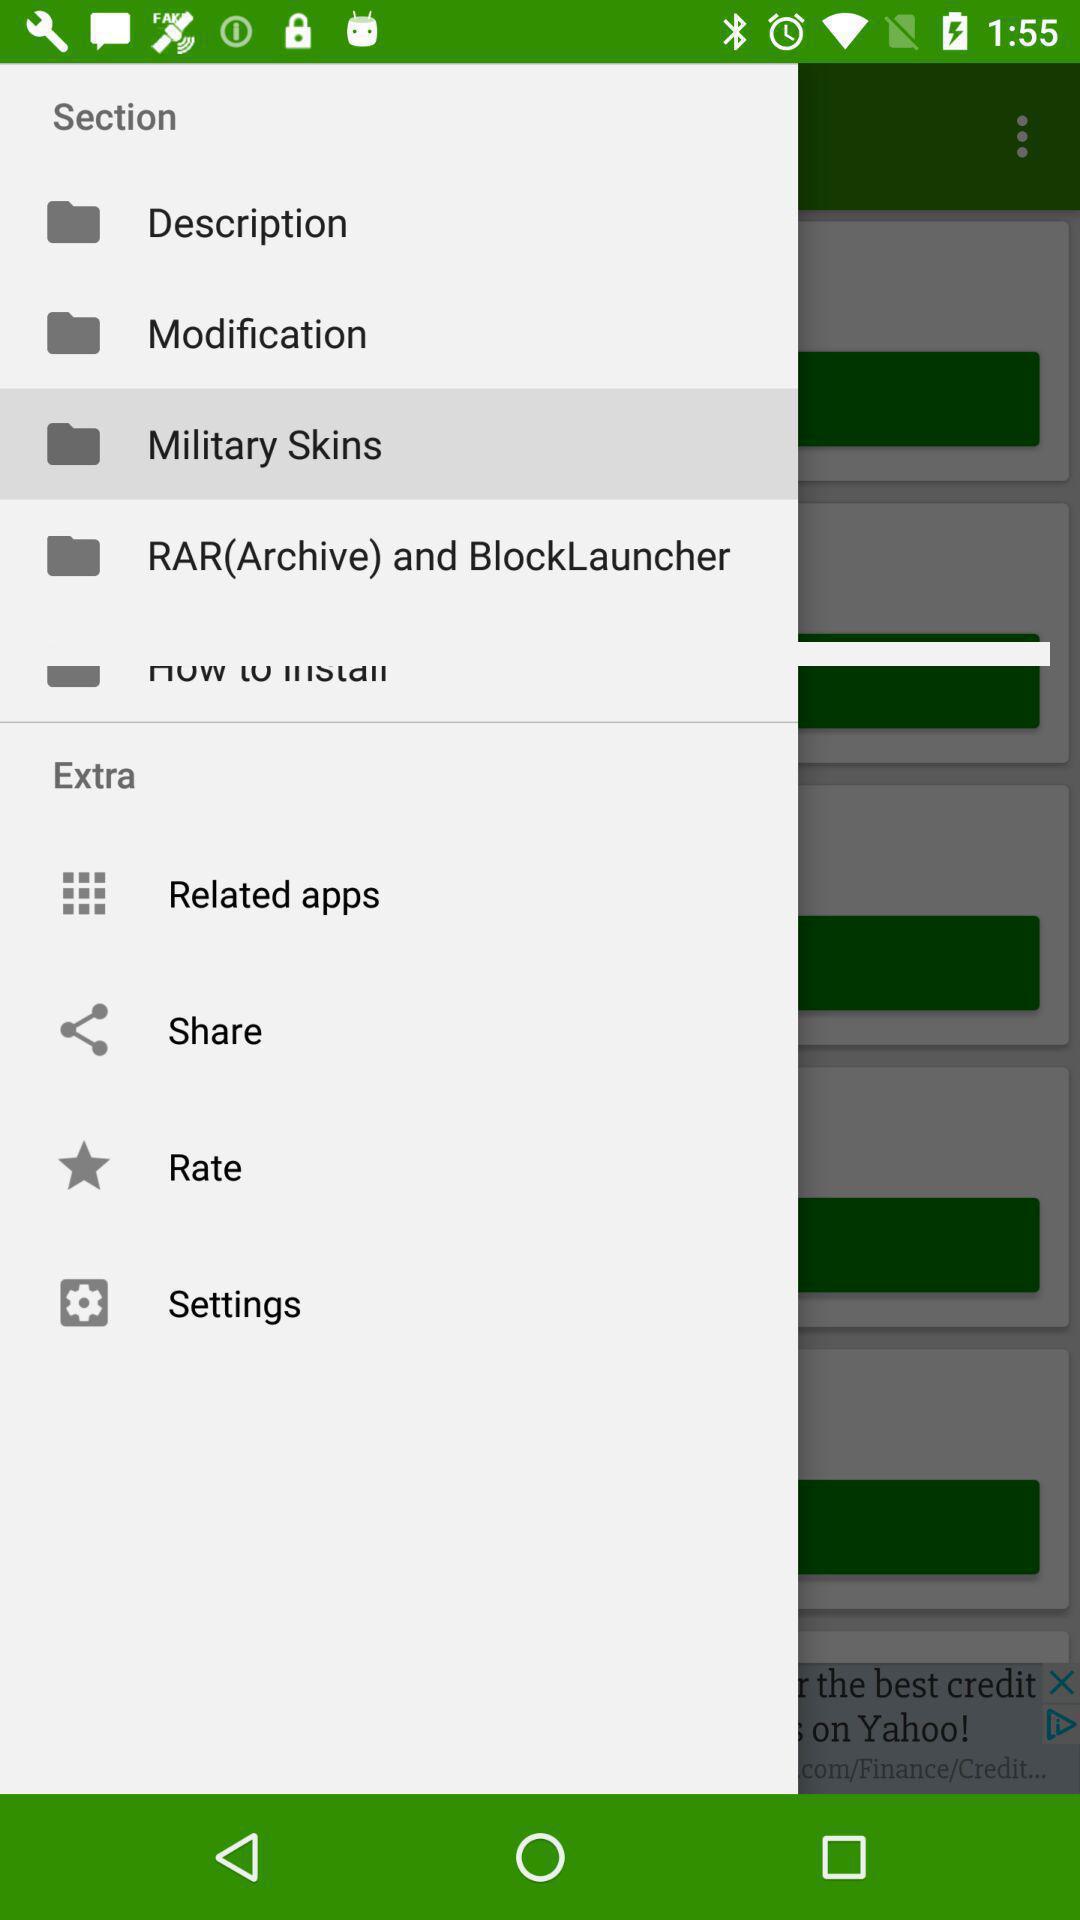 FAKE
1:55
Section
Description
Modification
Military Skins
RAR(Archive) and BlockLauncher
How to install
Extra
Related apps
Share
Rate
Settings
the best credit
on Yahoo!
.com/Finance/Credit...